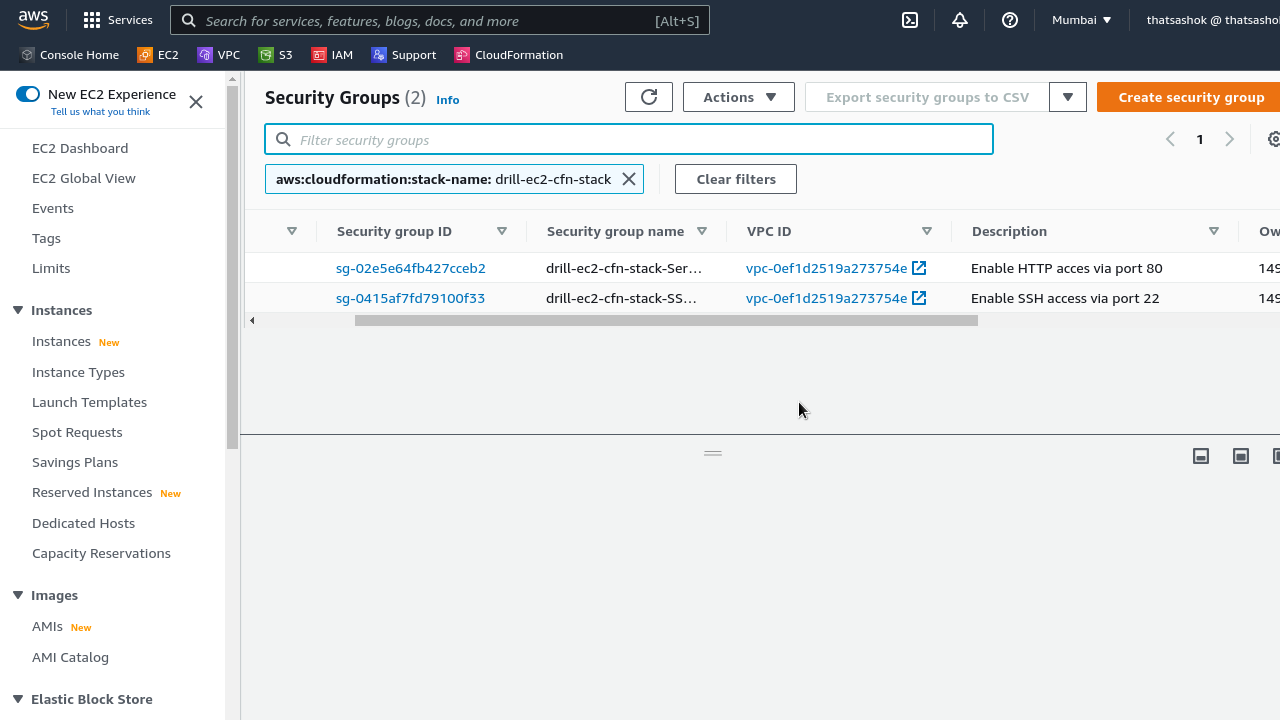 aws
Services
Search for services, features, blogs, docs, and more
[Alt+S]
Mumbai
thatsashok @ thatsashok
Console Home
EC2
VPC
S3
IAM
Support
CloudFormation
New EC2 Experience
Tell us what you think
EC2 Dashboard
EC2 Global View
Events
Tags
Limits
Instances
Instances New
Instance Types
Launch Templates
Spot Requests
Savings Plans
Reserved Instances New
Dedicated Hosts
Capacity Reservations
Images
AMIs New
AMI Catalog
Elastic Block Store
Security Groups (2) Info
Actions
Export security groups to CSV
Create security group
Filter security groups
1
aws:cloudformation:stack-name: drill-ec2-cfn-stack
Clear filters
Security group ID
Security group name
VPC ID
Description
Ow
sg-02e5e64fb427cceb2 drill-ec2-cfn-stack-Ser… vpc-0ef1d2519a273754e Enable HTTP acces via port 80 149
sg-0415af7fd79100f33 drill-ec2-cfn-stack-SS… vpc-0ef1d2519a273754e Enable SSH access via port 22 149